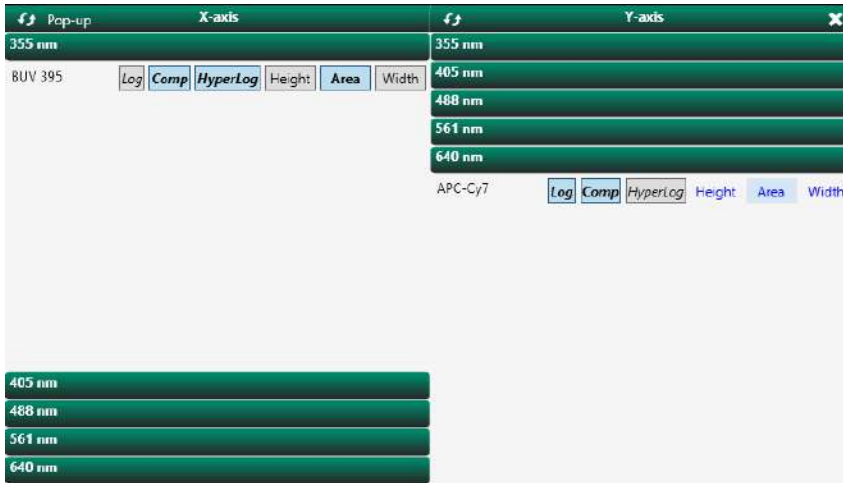 Pop-up X-axis
355 nm
BUV 395 Log Comp HyperLog Height Area Width
405 nm
488 nm
561 nm
640 nm
Y-axis
355 nm
405 nm
488 nm
561 nm
640 nm
APC-Cy7 Log Comp HyperLog Height Area Width